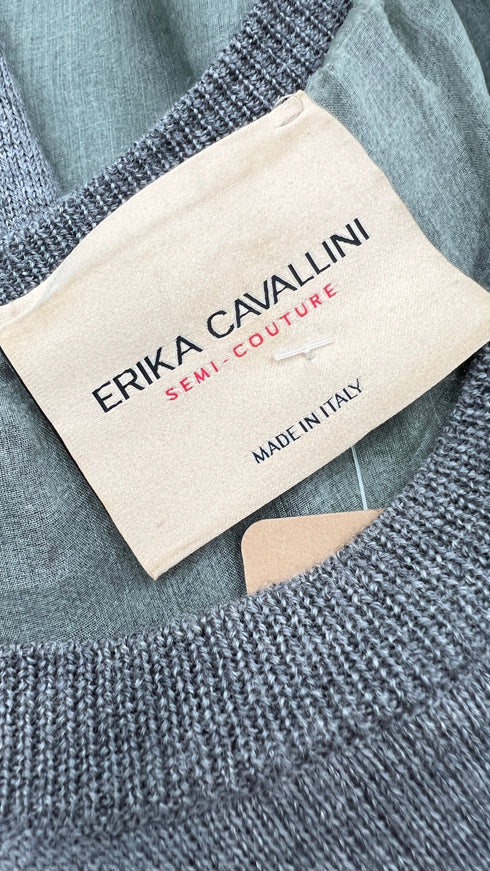 ERIKA CAVALLINI
SEMI-COUTURE
MADE IN ITALY